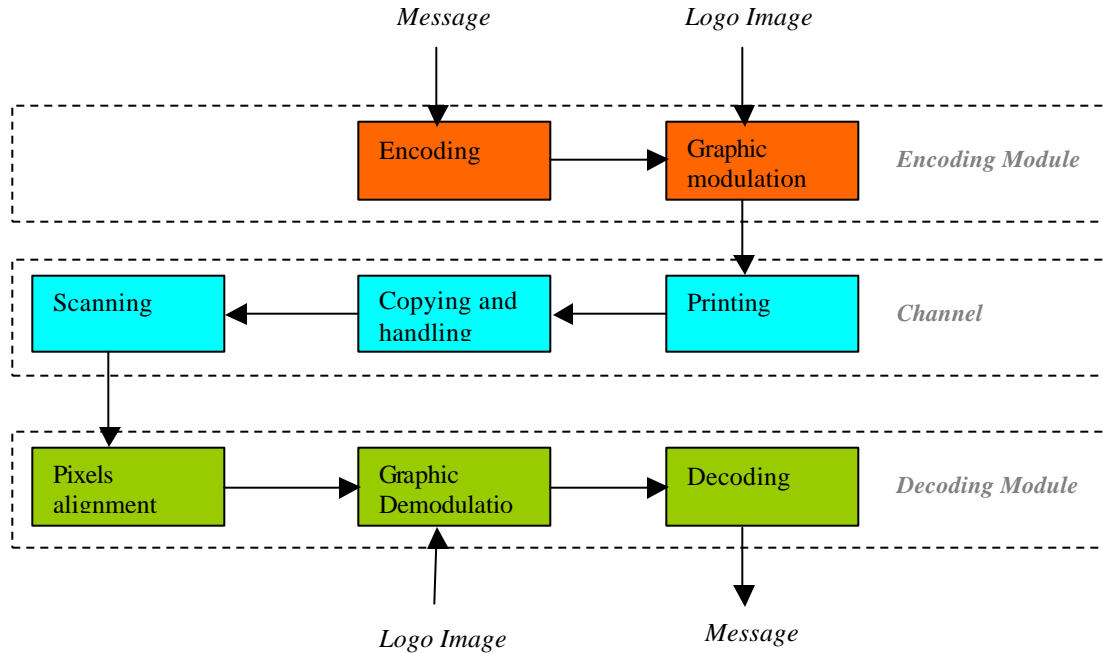 Message
Logo Image
Encoding
Graphic
modulation
Encoding Module
Scanning
Copying and
handling
Printing
Channel
Pixels
alignment
Graphic
Demodulatio
Decoding
Decoding Module
Logo Image
Message